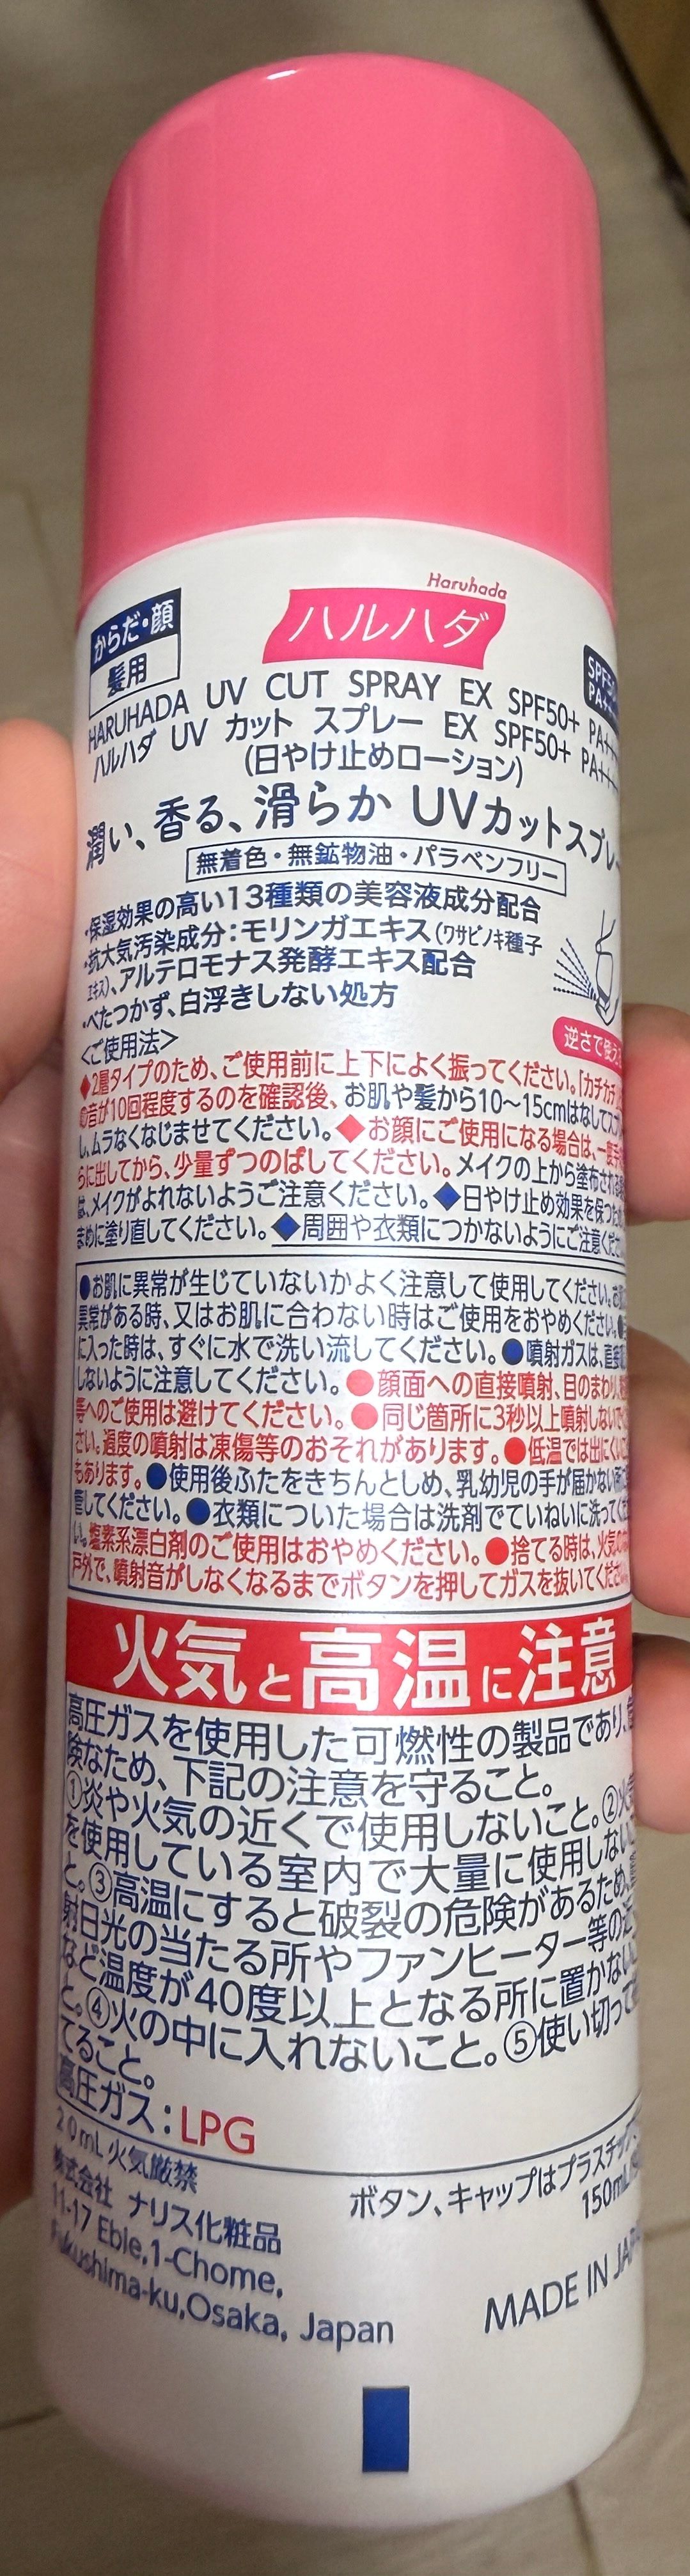 Haruhada
ハルハダ
からだ・顔
髪用
SPF50
HARUHADA UV CUT SPRAY EX SPF50+ PA++
ハルハダ UV カット スプレー EX SPF50+ PA++
(日やけ止めローション)
潤い、香る、滑らか UVカットスプレー
無着色・無鉱物油・パラベンフリー
・保湿効果の高い13種類の美容液成分配合
・抗大気汚染成分:モリンガエキス(ワサビノキ種子
エキス)、アルテロモナス発酵エキス配合
・べたつかず、白浮きしない処方
逆さで使える
<ご使用法>
◆2層タイプのため、ご使用前に上下によく振ってください。「カチカチ
音が10回程度するのを確認後、お肌や髪から10〜15cmはなして
し、ムラなくなじませてください。◆お顔にご使用になる場合は、一度
らに出してから、少量ずつのばしてください。メイクの上から塗布され
は、メイクがよれないようご注意ください。◆日やけ止め効果を保つため
まめに塗り直してください。◆周囲や衣類につかないようにご注意くだ
●お肌に異常が生じていないかよく注意して使用してください。
異常がある時、又はお肌に合わない時はご使用をおやめください。●
に入った時は、すぐに水で洗い流してください。●噴射ガスは、直接
しないように注意してください。●顔面への直接噴射、目のまわり、
等へのご使用は避けてください。●同じ箇所に3秒以上噴射しないでく
さい。過度の噴射は凍傷等のおそれがあります。●低温では出にくい
もあります。●使用後ふたをきちんとしめ、乳幼児の手が届かない所に
管してください。●衣類についた場合は洗剤でていねいに洗ってくだ
い。塩素系漂白剤のご使用はおやめください。●捨てる時は、火気の
戸外で、噴射音がしなくなるまでボタンを押してガスを抜いてくだ
火気と高温に注意
高圧ガスを使用した可燃性の製品であり、危
険なため、下記の注意を守ること。
①炎や火気の近くで使用しないこと。②火気
を使用している室内で大量に使用しないこ
と。③高温にすると破裂の危険があるため、直
射日光の当たる所やファンヒーター等の近く
など温度が40度以上となる所に置かないこ
と。④火の中に入れないこと。⑤使い切って捨
てること。
高圧ガス:LPG
20mL 火気厳禁
株式会社 ナリス化粧品
11-17 Ebie,1-Chome,
Fukushima-ku,Osaka, Japan
ボタン、キャップはプラスチック
150mL
MADE IN JAPAN